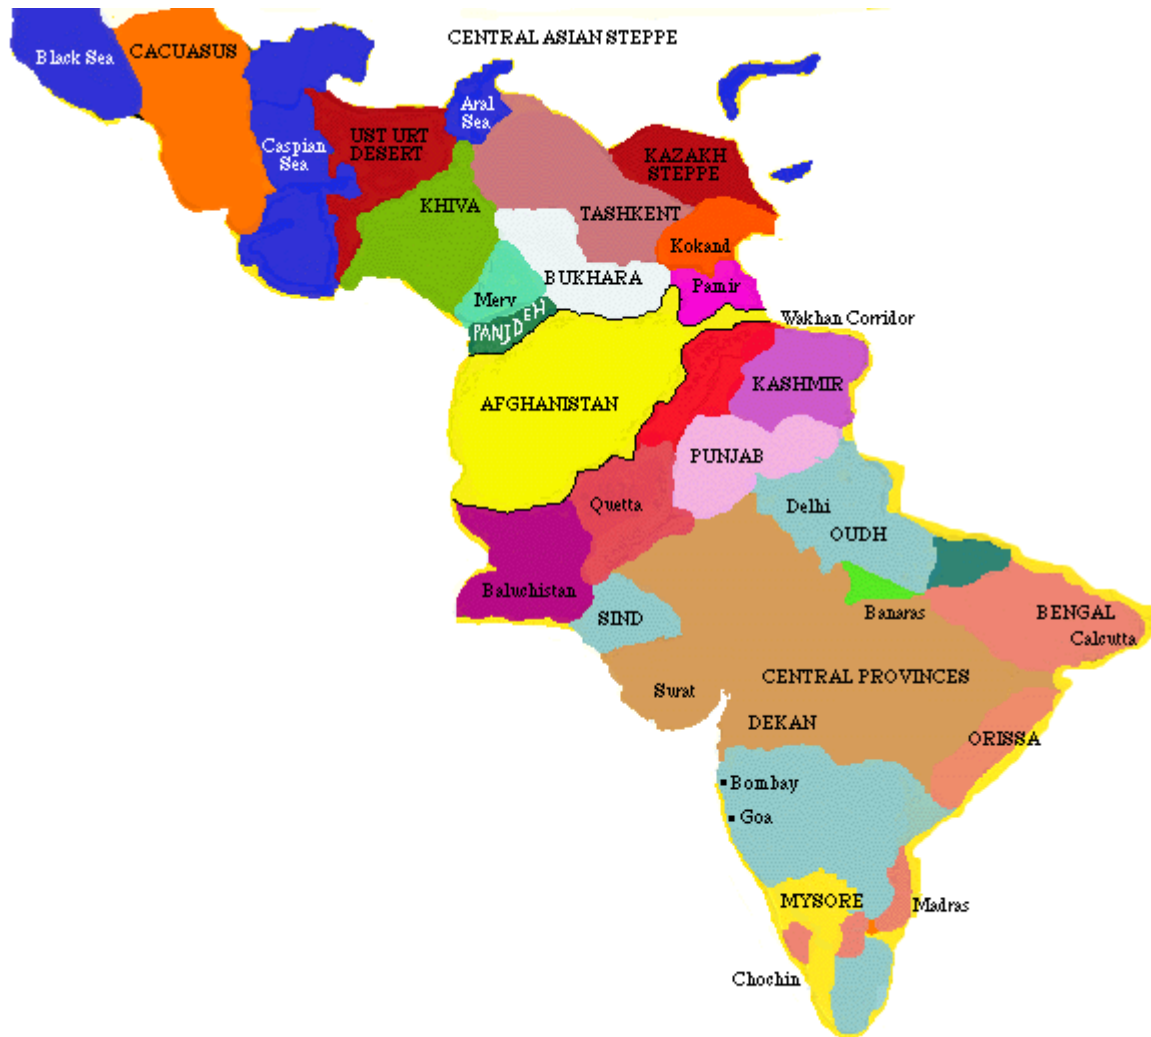 CENTRAL ASIAN STEPPE
Black Sea
CACUASUS
Aral
Sea
Caspian
Sea
UST URT
DESERT
KAZAKH
STEPPE
KHIVA
TASHKENT
Kokand
BUKHARA
Pamir
Merv
PANJDEH
Wakhan Corridor
KASHMIR
AFGHANISTAN
PUNJAB
Quetta
Delhi
OUDH
Baluchistan
SIND
Banaras
BENGAL
Calcutta
Surat
CENTRAL PROVINCES
DEKAN
ORISSA
Bombay
Goa
MYSORE
Madras
Chochin